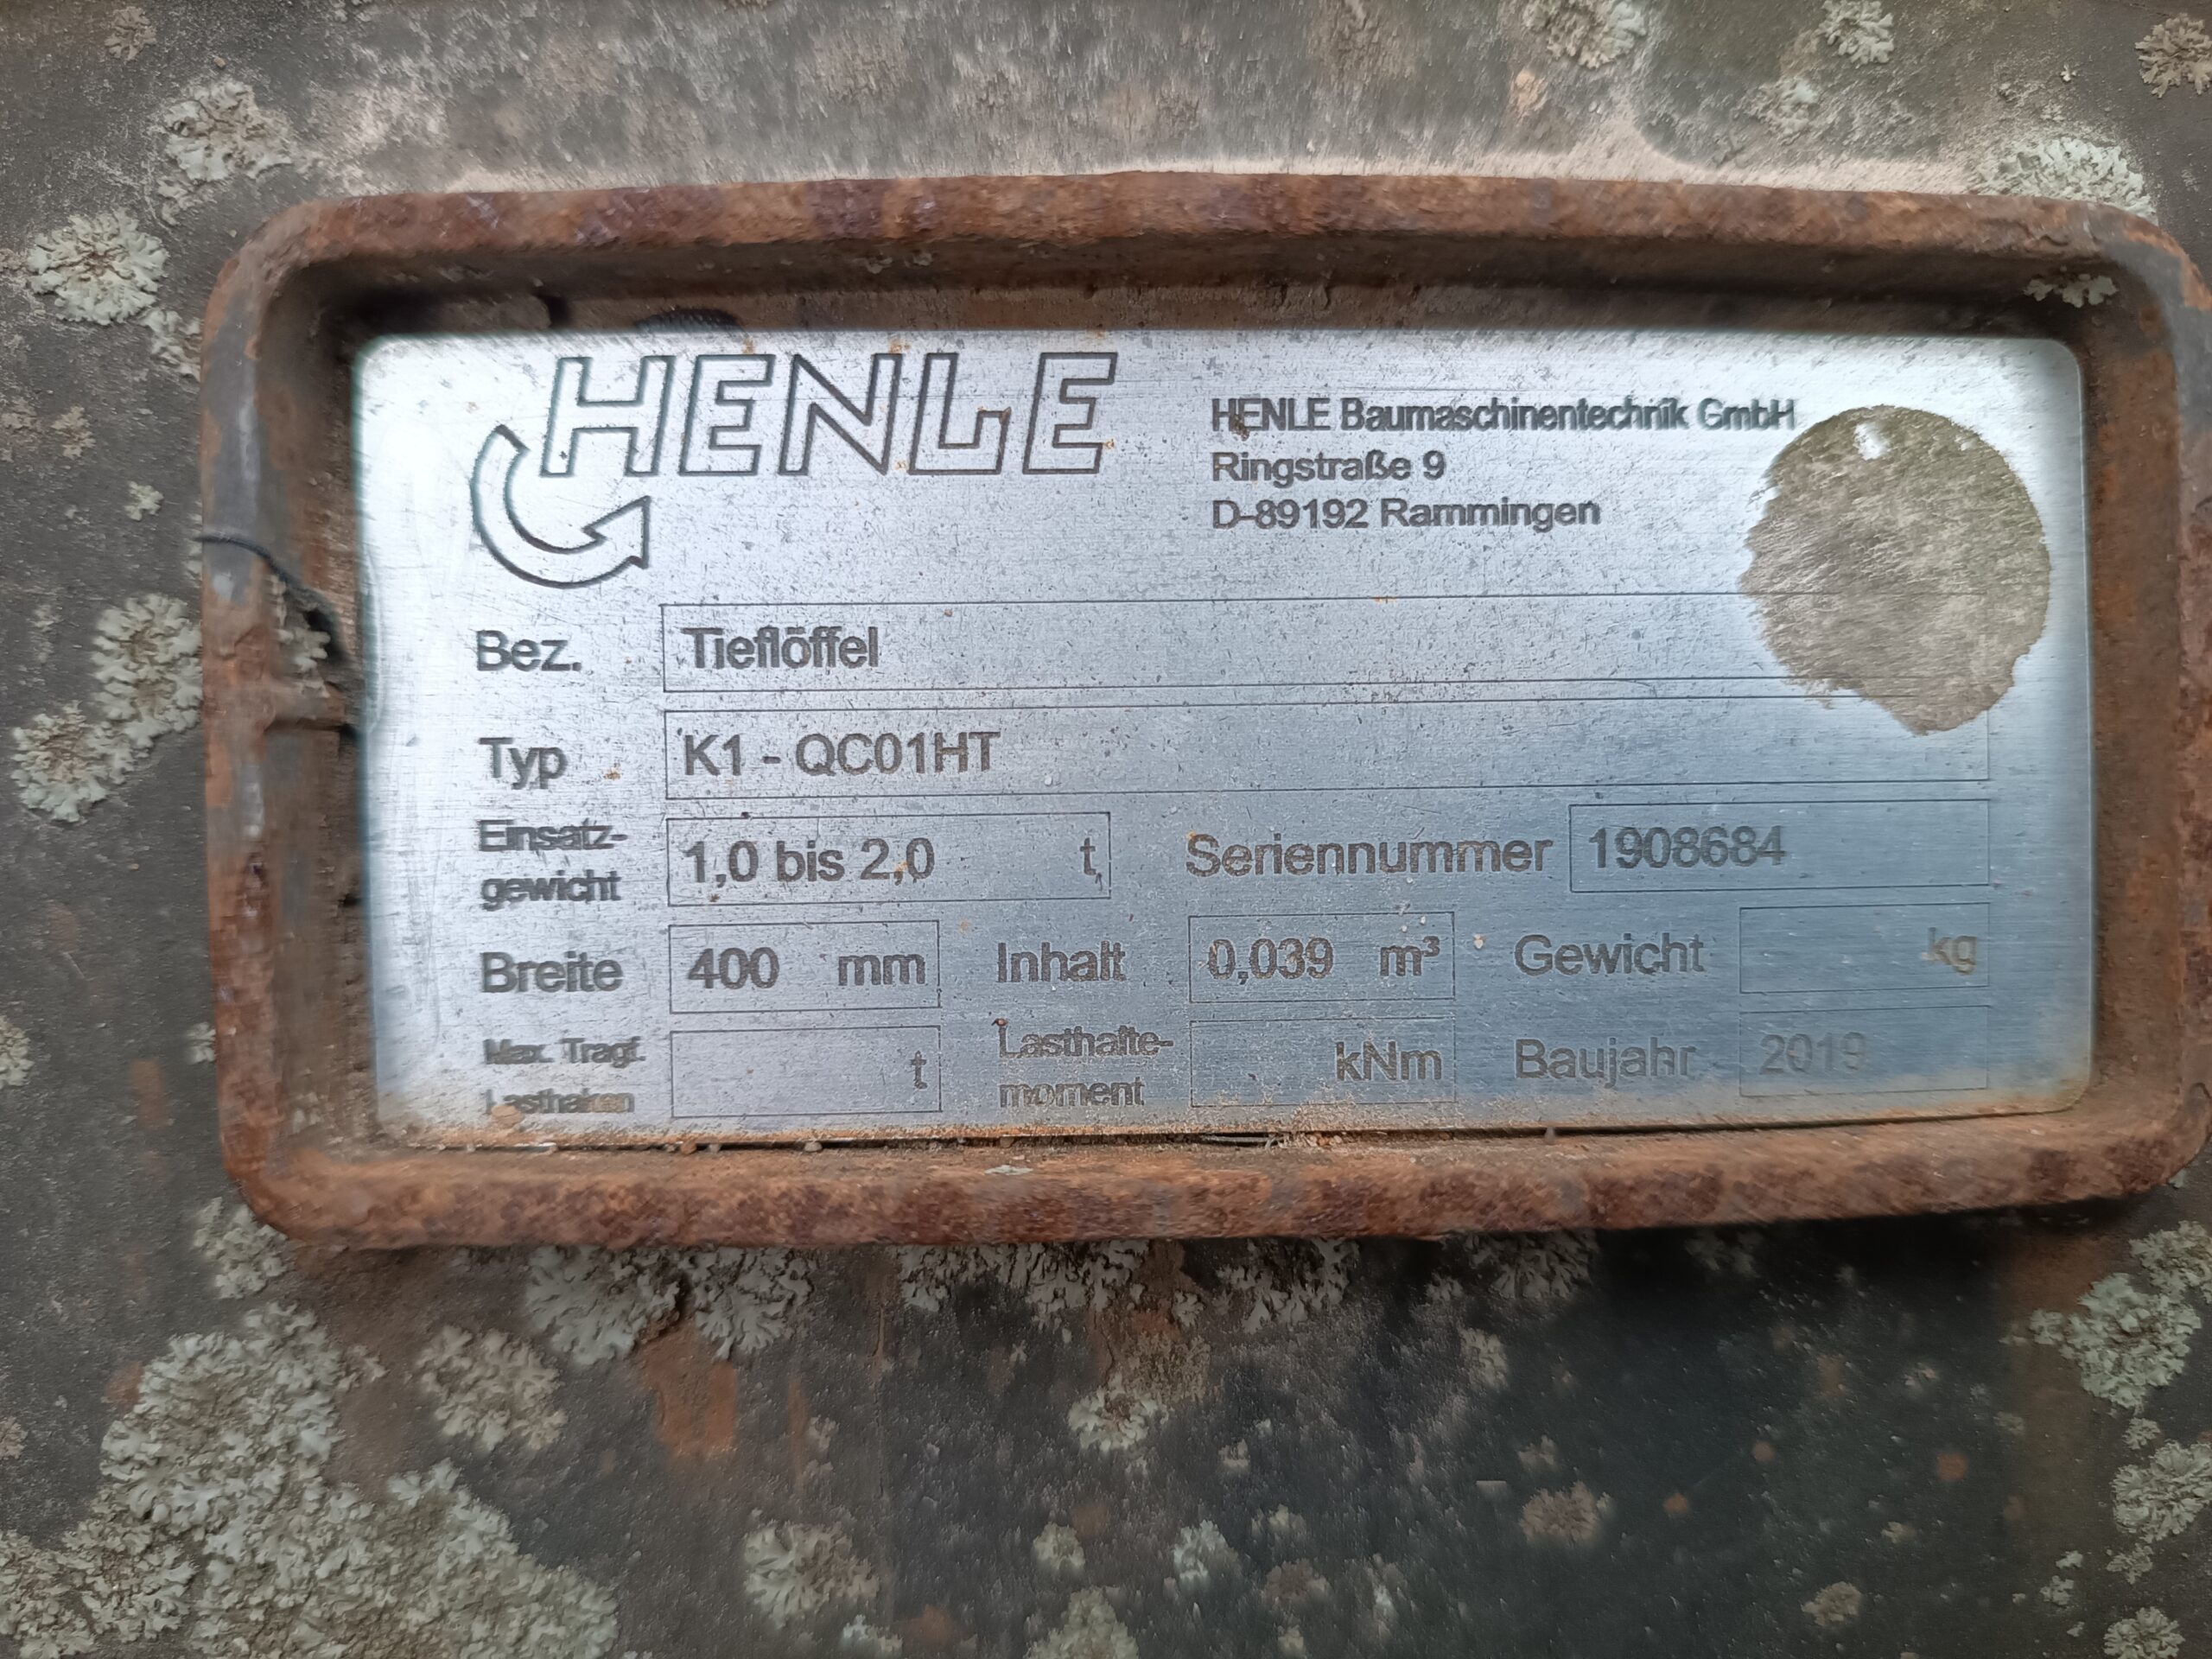 HENLE
HENLE Baumaschinentechnik GmbH
Ringstraße 9
D-89192 Rammingen
Bez. Tieflöffel
Typ K1 - QC01HT
Einsatz-
gewicht 1,0 bis 2,0 t Seriennummer 1908684
Breite 400 mm Inhalt 0,039 m³ Gewicht kg
Max. Tragf.
Lasthaken t Lasthalte-
moment kNm Baujahr 2019